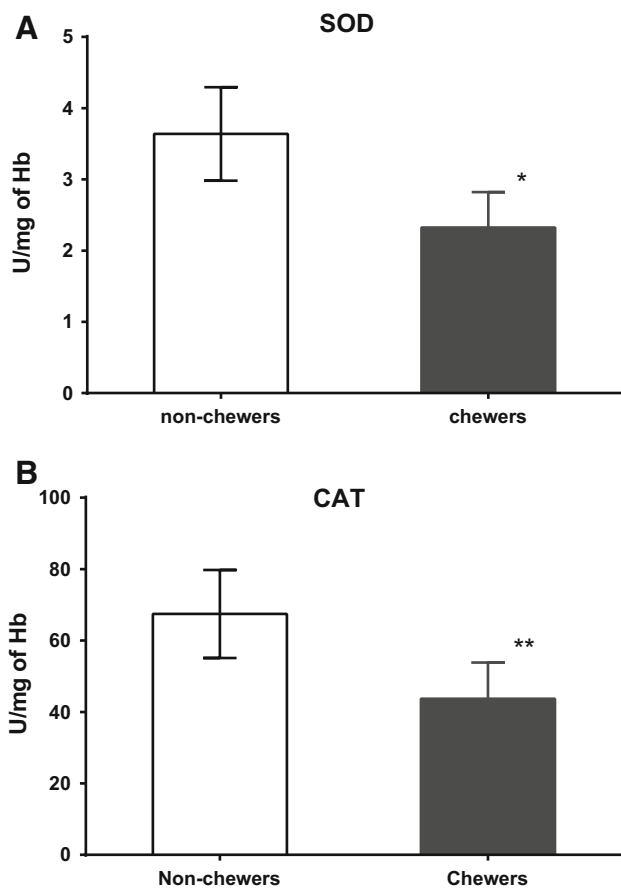 A
SOD
5
4
3
2
1
0
U/mg of Hb
*
non-chewers
chewers
B
CAT
100
80
60
40
20
0
U/mg of Hb
**
Non-chewers
Chewers